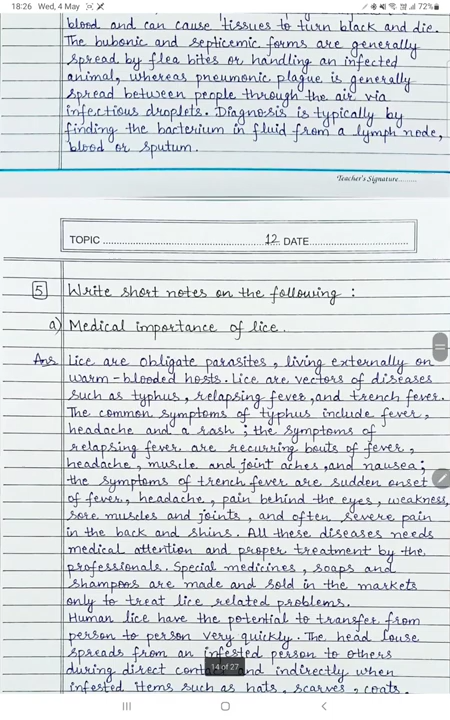 18:26 Wed, 4 May
72%
blood and can cause tissues to turn black and die.
The bubonic and septicemic forms are generally
spread by flea bites or handling an infected
animal, whereas pneumonic plague is generally
spread between people through the air via
infectious droplets. Diagnosis is typically by
finding the bacterium in fluid from a lymph node,
blood or sputum.
Teacher's Signature..........
TOPIC .......................................................12 DATE.................................
5 Write short notes on the following :
a) Medical importance of lice.
Ans Lice are obligate parasites, living externally on
warm-blooded hosts. Lice are vectors of diseases
such as typhus, relapsing fever, and trench fever.
The common symptoms of typhus include fever,
headache and a rash ; the symptoms of
relapsing fever are recurring bouts of fever,
headache, muscle and joint aches, and nausea;
the symptoms of trench fever are sudden onset
of fever, headache, pain behind the eyes, weakness,
sore muscles and joints, and often severe pain
in the back and shins. All these diseases needs
medical attention and proper treatment by the
professionals. Special medicines, soaps and
shampoos are made and sold in the markets
only to treat lice related problems.
Human lice have the potential to transfer from
person to person very quickly. The head louse
spreads from an infested person to others
during direct and indirectly when
14 of 27
infested items such as hats, scarves, coats,